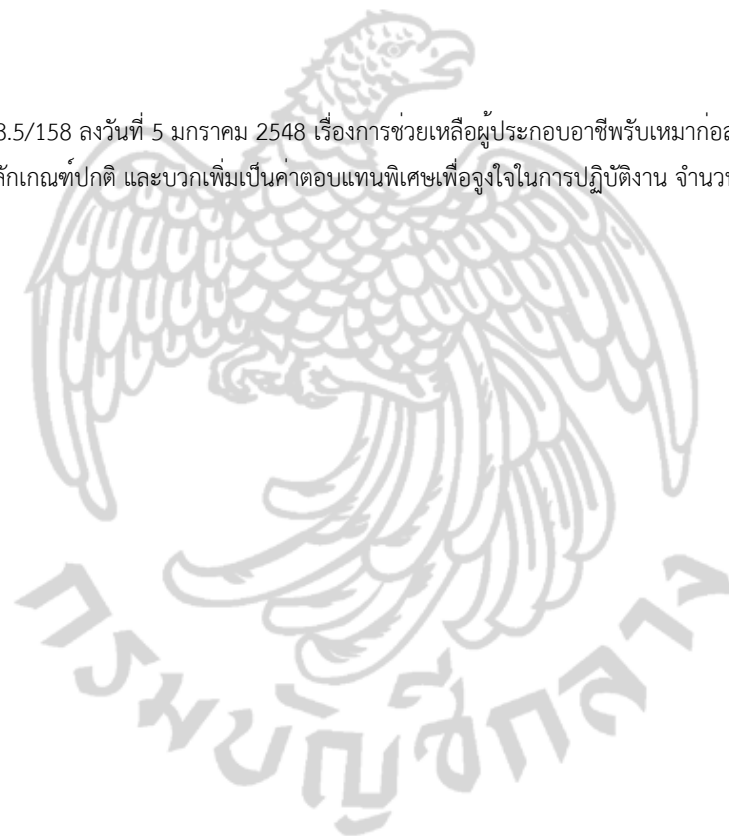 8.5/158 ลงวันที่ 5 มกราคม 2548 เรื่องการช่วยเหลือผู้ประกอบอาชีพรับเหมาก่อส
ลักเกณฑ์ปกติ และบวกเพิ่มเป็นค่าตอบแทนพิเศษเพื่อจูงใจในการปฏิบัติงาน จำนวน
กรมบัญชีกลาง